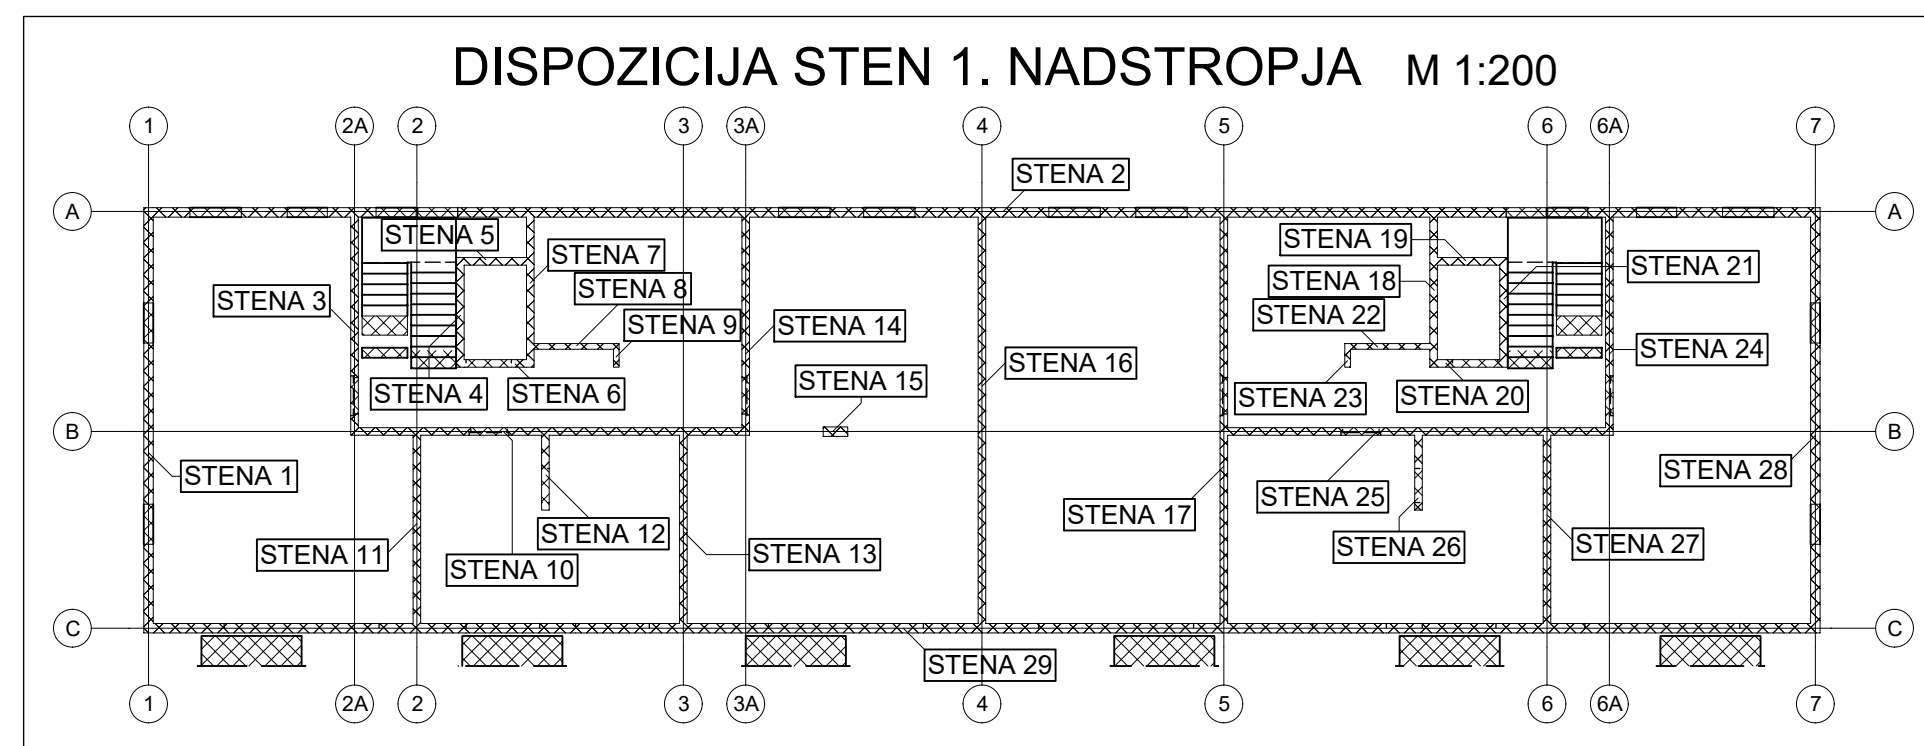 DISPOZICIJA STEN 1. NADSTROPJA M 1:200
1 2A 2 3 3A 4 5 6 6A 7
STENA 2
A A
STENA 5 STENA 19
STENA 7 STENA 21
STENA 8 STENA 18
STENA 3 STENA 22
STENA 9 STENA 14 STENA 24
STENA 16
STENA 4 STENA 6 STENA 15 STENA 23 STENA 20
B B
STENA 1 STENA 28
STENA 25
STENA 17
STENA 12 STENA 26 STENA 27
STENA 11 STENA 13
STENA 10
C C
STENA 29
1 2A 2 3 3A 4 5 6 6A 7